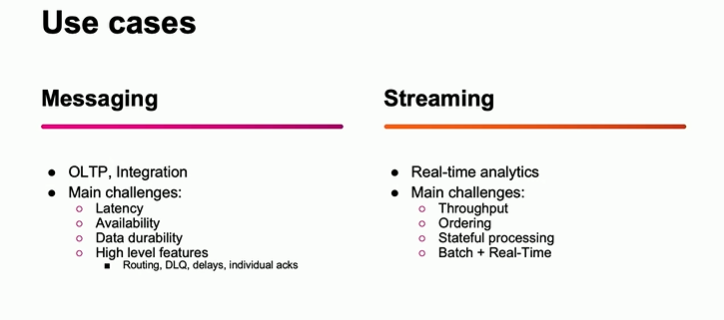 Use cases
Messaging
● OLTP, Integration
● Main challenges:
○ Latency
○ Availability
○ Data durability
○ High level features
■ Routing, DLQ, delays, individual acks
Streaming
● Real-time analytics
● Main challenges:
○ Throughput
○ Ordering
○ Stateful processing
○ Batch + Real-Time